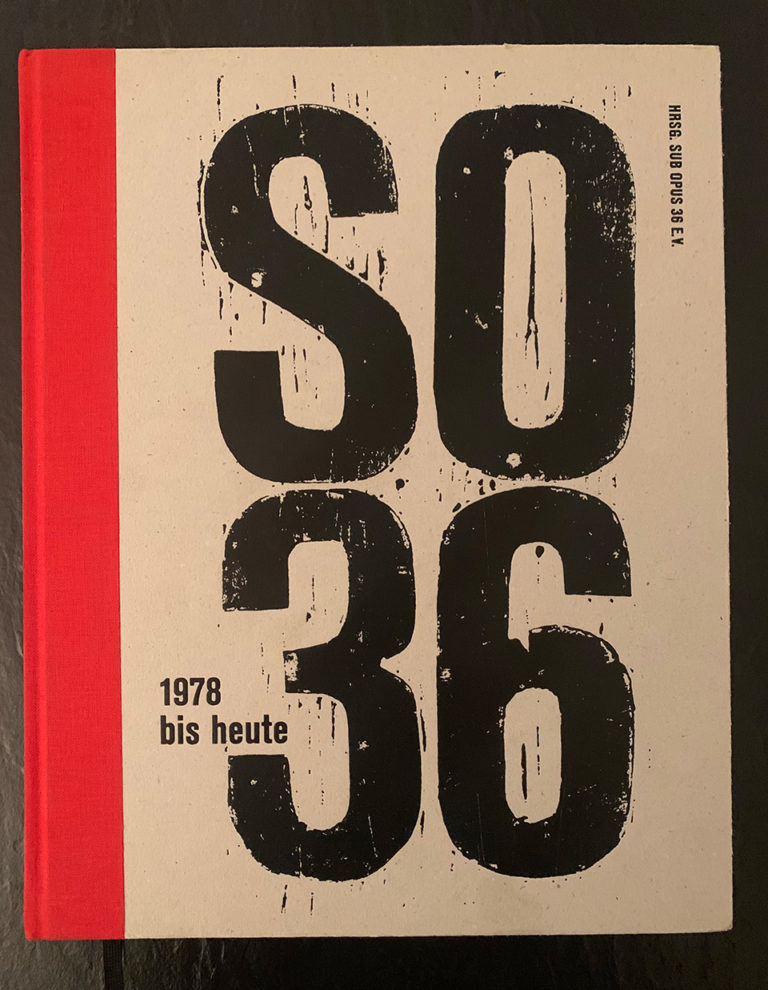 SO
36
1978
bis heute
HRSG. SUB OPUS 36 E.V.